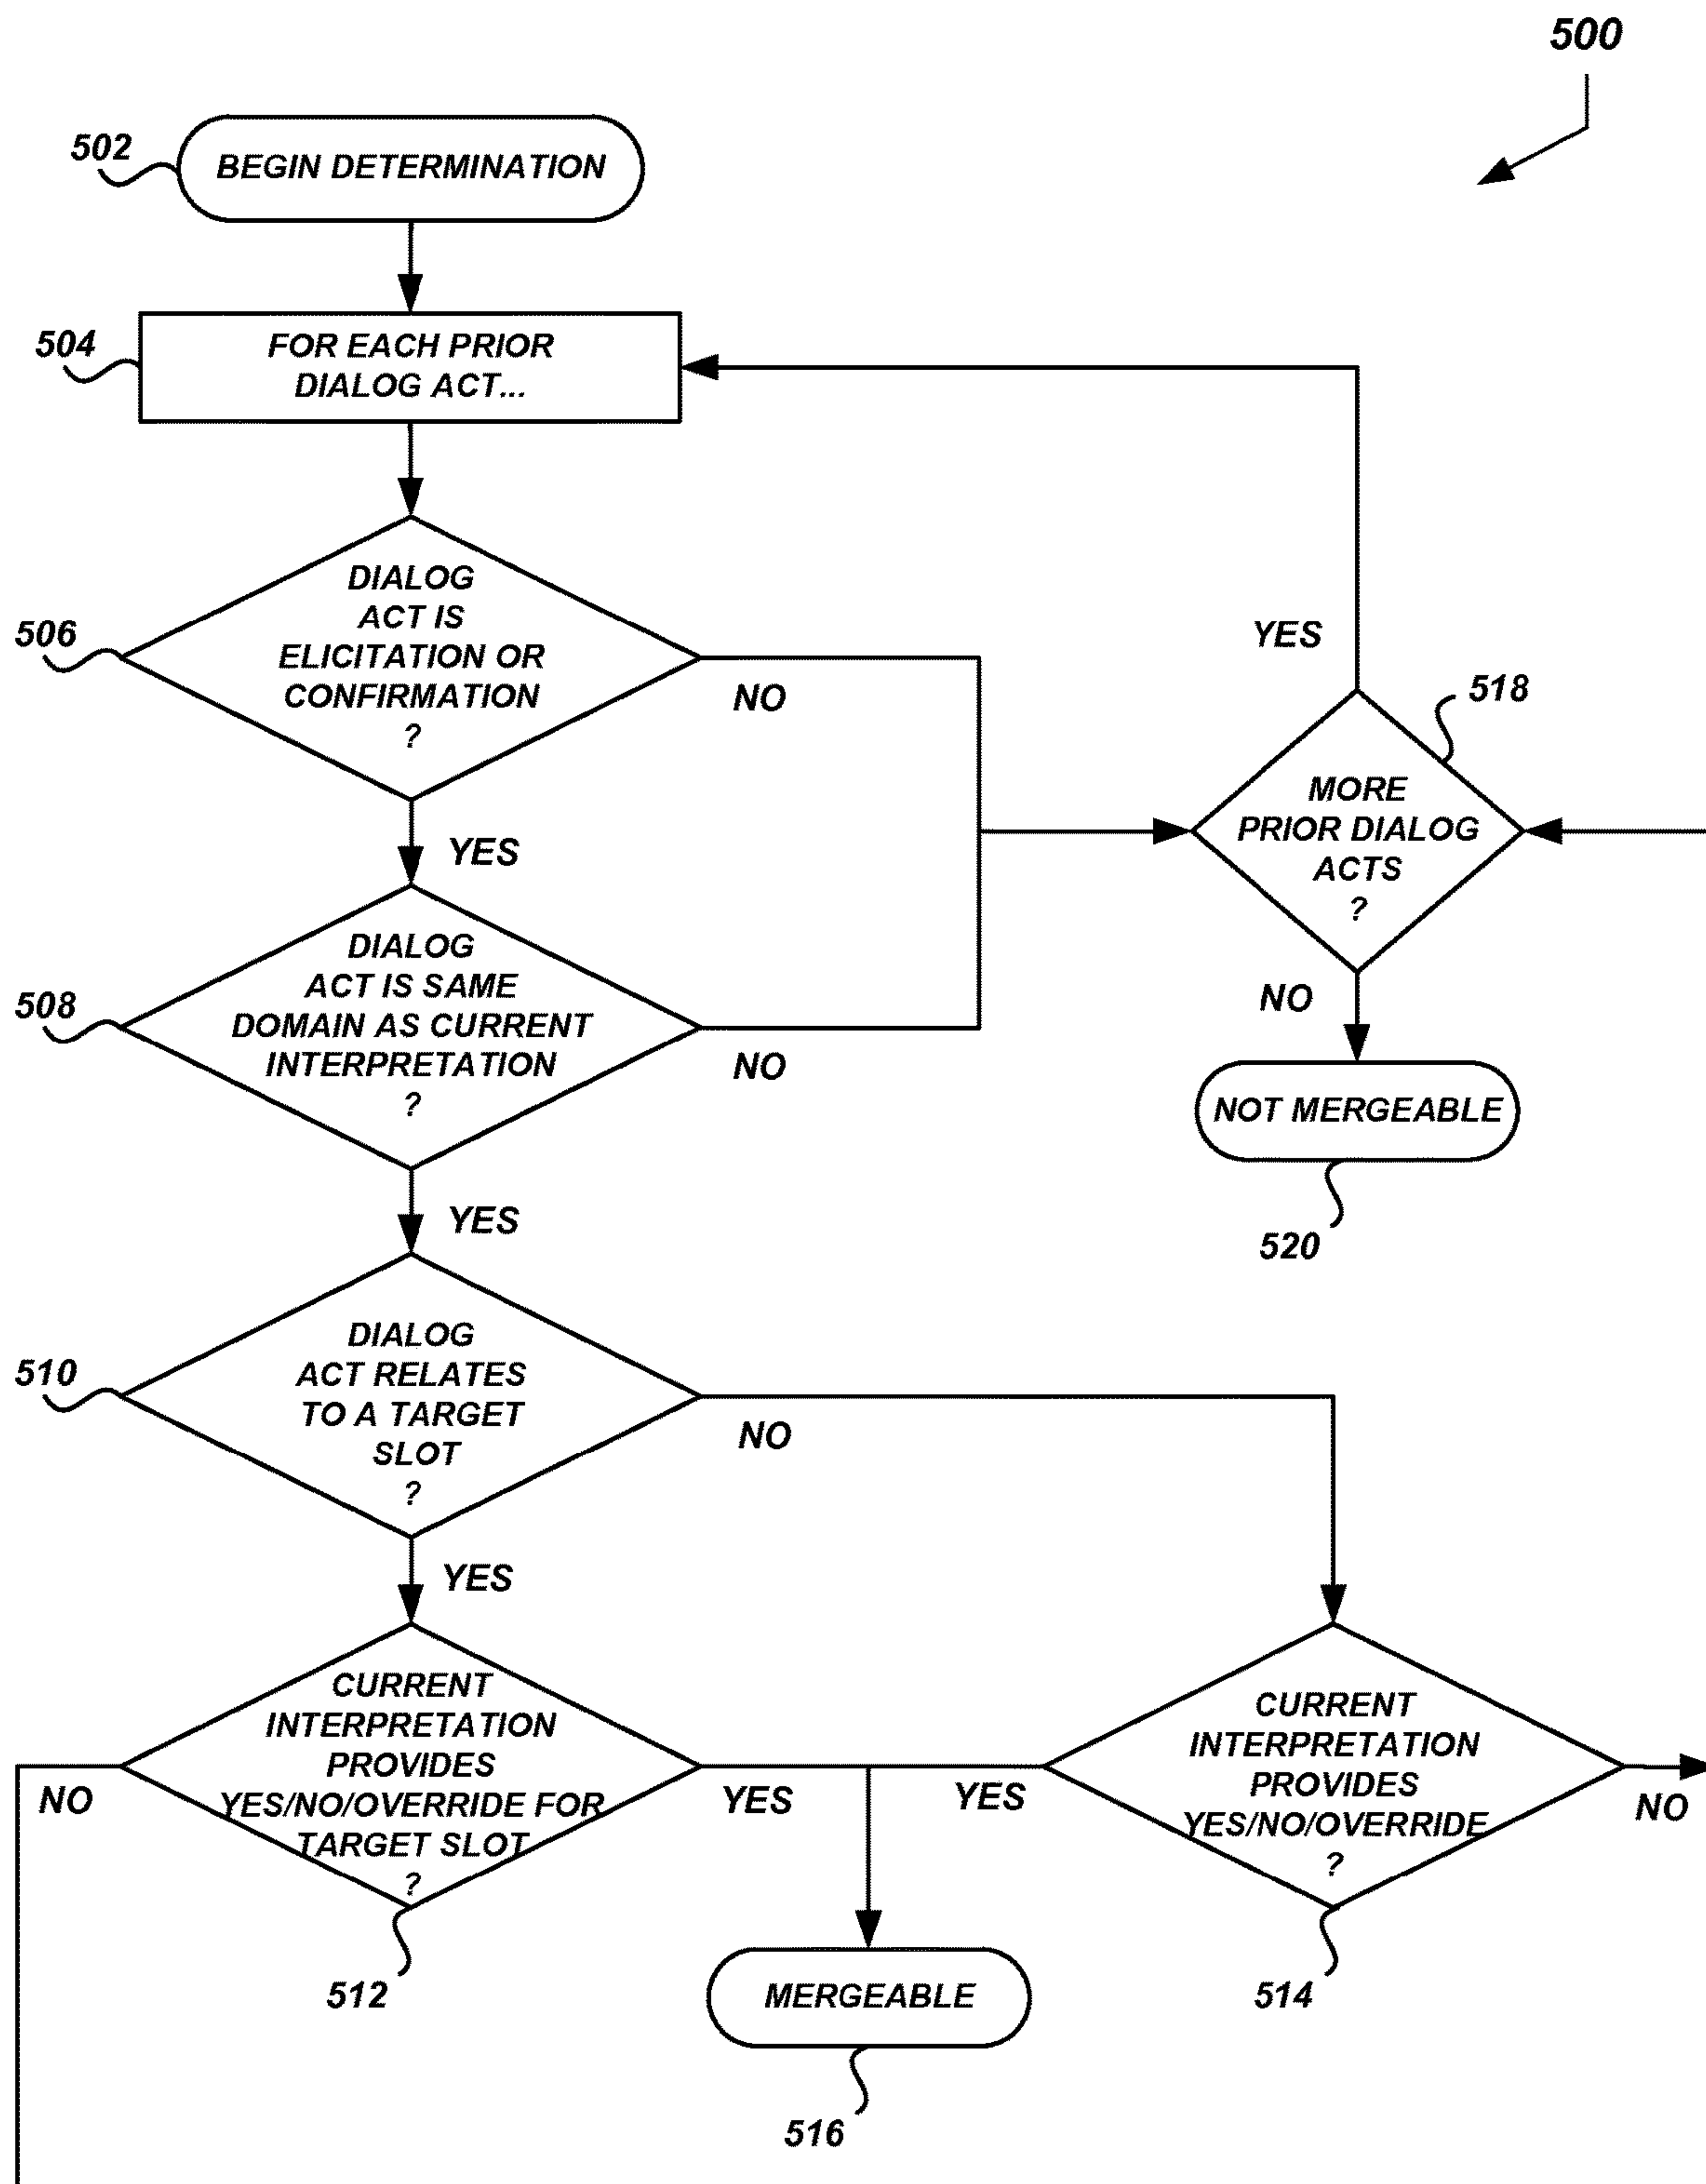 500
502
BEGIN DETERMINATION
504
FOR EACH PRIOR
DIALOG ACT...
506
DIALOG
ACT IS
ELICITATION OR
CONFIRMATION
?
NO
YES
YES
518
MORE
PRIOR DIALOG
ACTS
?
NO
NOT MERGEABLE
520
508
DIALOG
ACT IS SAME
DOMAIN AS CURRENT
INTERPRETATION
?
NO
YES
510
DIALOG
ACT RELATES
TO A TARGET
SLOT
?
NO
YES
CURRENT
INTERPRETATION
PROVIDES
YES/NO/OVERRIDE FOR
TARGET SLOT
?
NO
YES
512
CURRENT
INTERPRETATION
PROVIDES
YES/NO/OVERRIDE
?
YES
NO
514
MERGEABLE
516